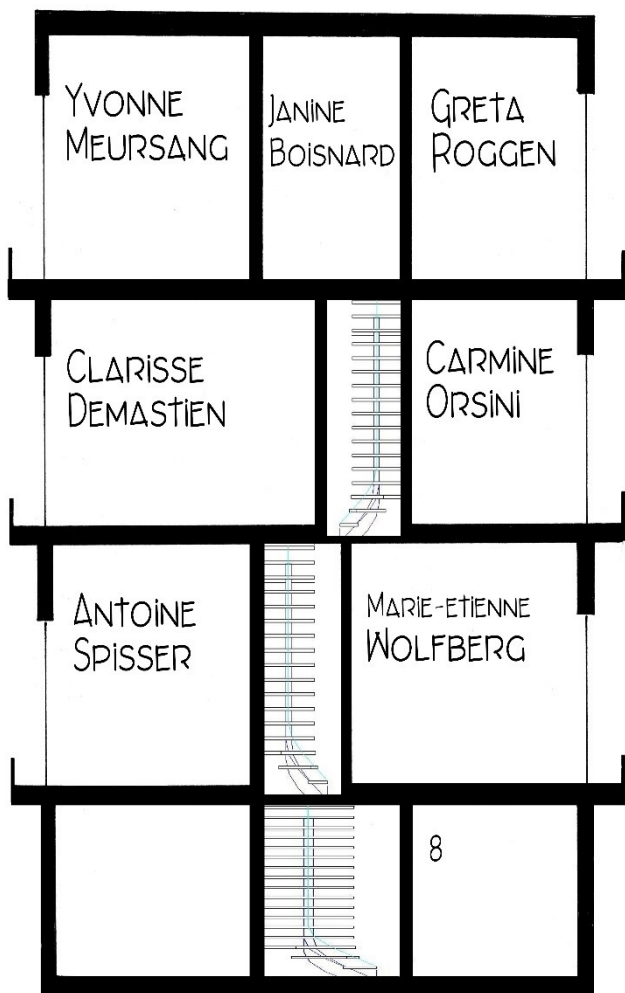 YVONNE
MEURSANG
JANINE
BOiSNARD
GRETA
ROGGEN
CLARiSSE
DEMASTiEN
CARMiNE
ORSiNi
ANTOiNE
SPiSSER
MARiE-ETiENNE
WOLFBERG
8